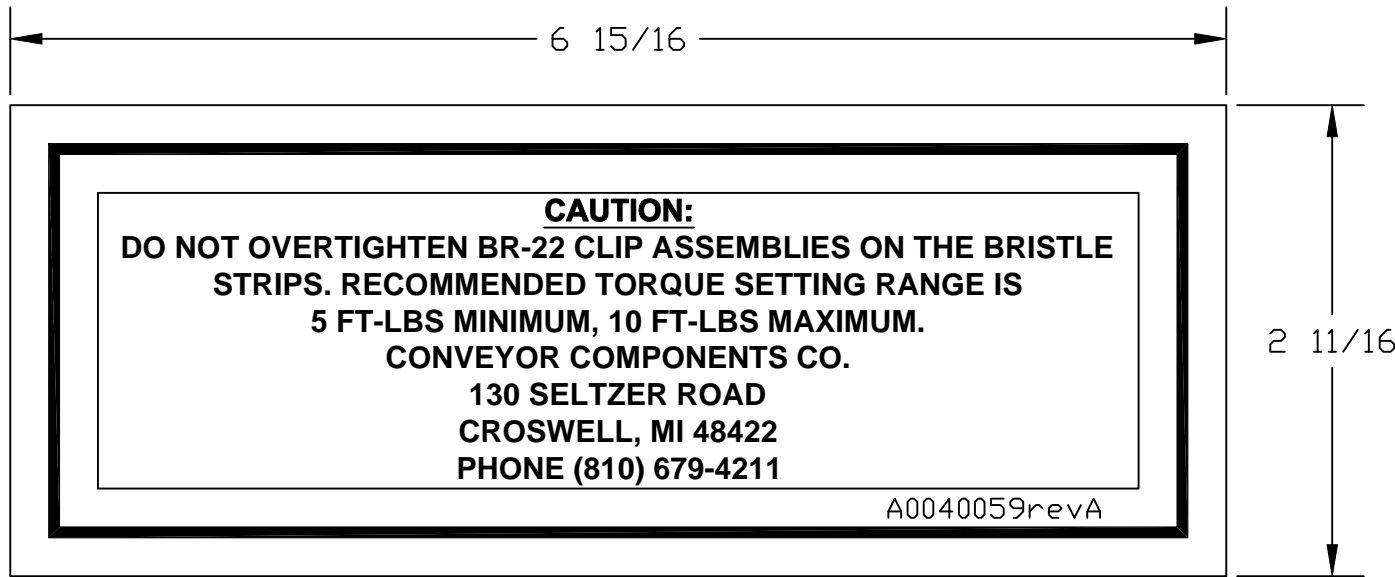 6 15/16
CAUTION:
DO NOT OVERTIGHTEN BR-22 CLIP ASSEMBLIES ON THE BRISTLE
STRIPS. RECOMMENDED TORQUE SETTING RANGE IS
5 FT-LBS MINIMUM, 10 FT-LBS MAXIMUM.
CONVEYOR COMPONENTS CO.
130 SELTZER ROAD
CROSWELL, MI 48422
PHONE (810) 679-4211
A0040059revA
2 11/16